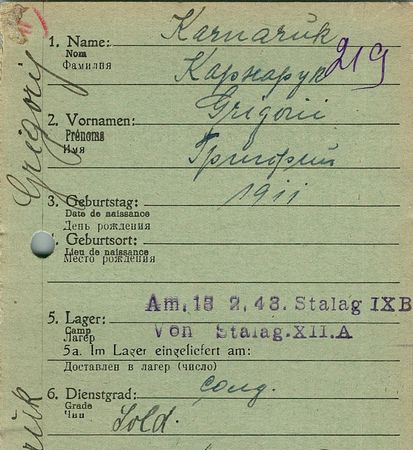 Karnaruk
1. Name:
Nom
Фамилия
Карнарук
219
Grigorii
2. Vornamen:
Prénoms
Имя
Григорий
1911
3. Geburtstag:
Date de naissance
День рождения
4. Geburtsort:
Lieu de naissance
Место рождения
Am. 18 2. 43. Stalag IX B
5. Lager:
Camp
Лагерь
Von Stalag. XII. A
5a. Im Lager eingeliefert am:
Доставлен в лагерь (число)
солд.
6. Dienstgrad:
Grade
Чин
Sold.
Grigorij